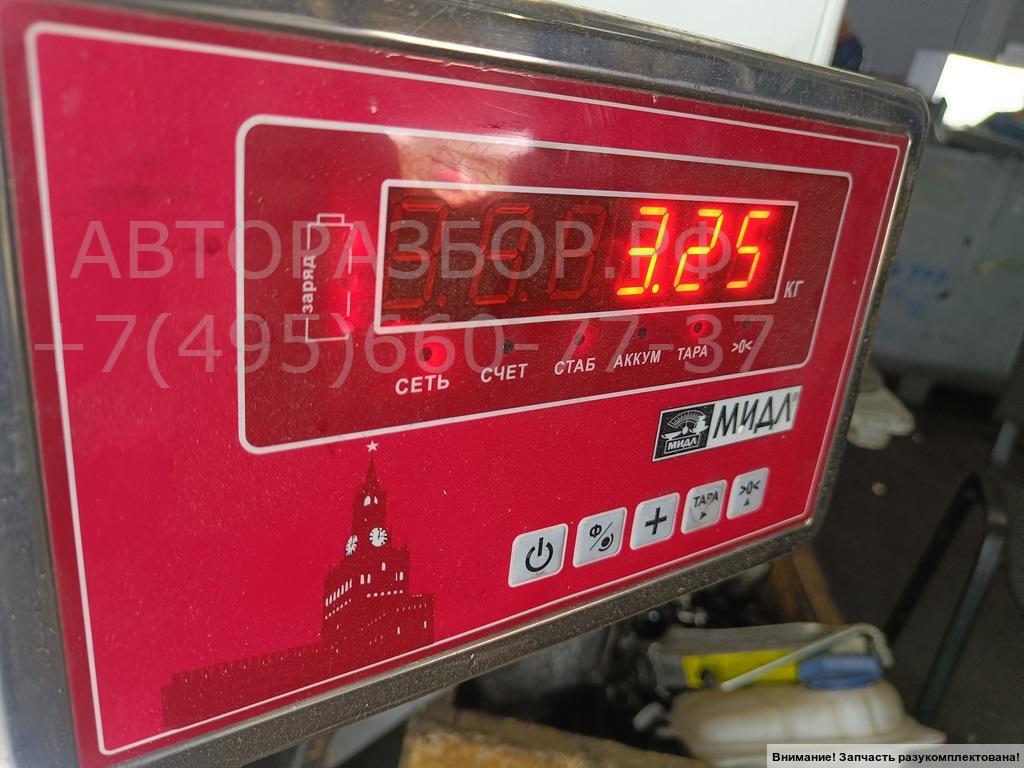 АВТОРАЗБОР.РФ
+7(495)660-77-37
заряд
3.25
КГ
СЕТЬ СЧЕТ СТАБ АККУМ ТАРА >0<
МИДЛ МИДЛ®
Ф ТАРА >0<
Внимание! Запчасть разукомплектована!